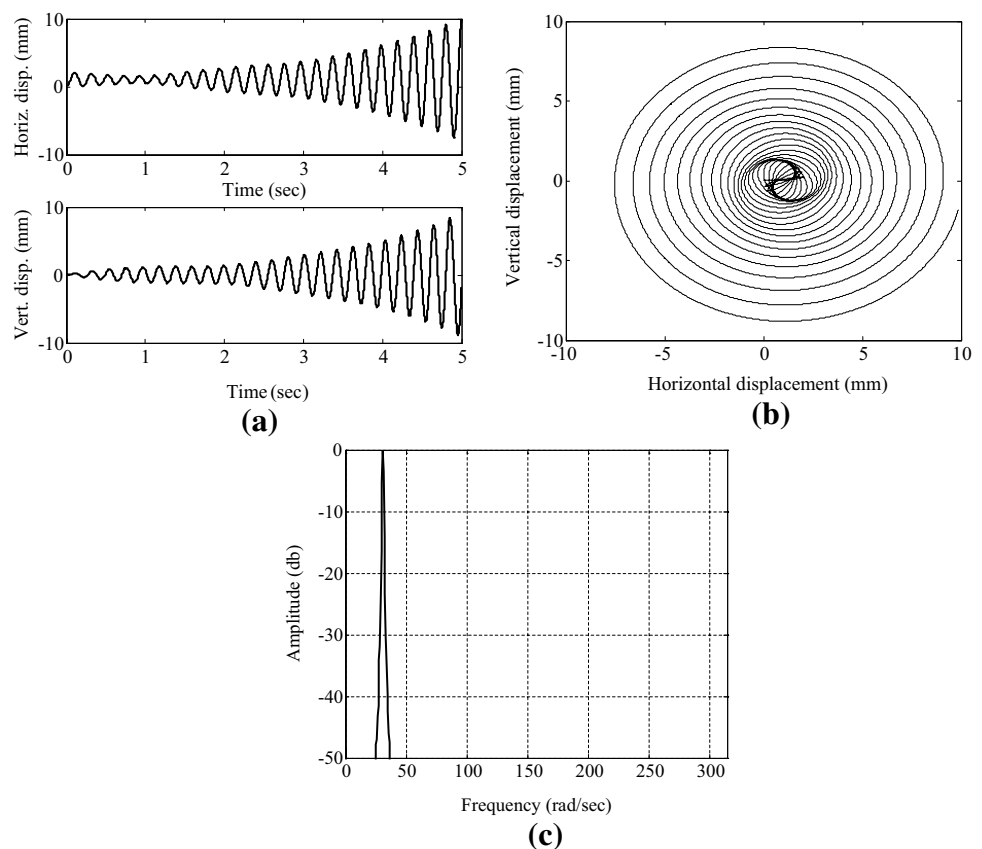 Horiz. disp. (mm)
10
0
-10
0 1 2 3 4 5
Time (sec)
Vert. disp. (mm)
10
0
-10
0 1 2 3 4 5
Time (sec)
(a)
Vertical displacement (mm)
10
5
0
-5
-10
-10 -5 0 5 10
Horizontal displacement (mm)
(b)
Amplitude (db)
0
-10
-20
-30
-40
-50
0 50 100 150 200 250 300
Frequency (rad/sec)
(c)